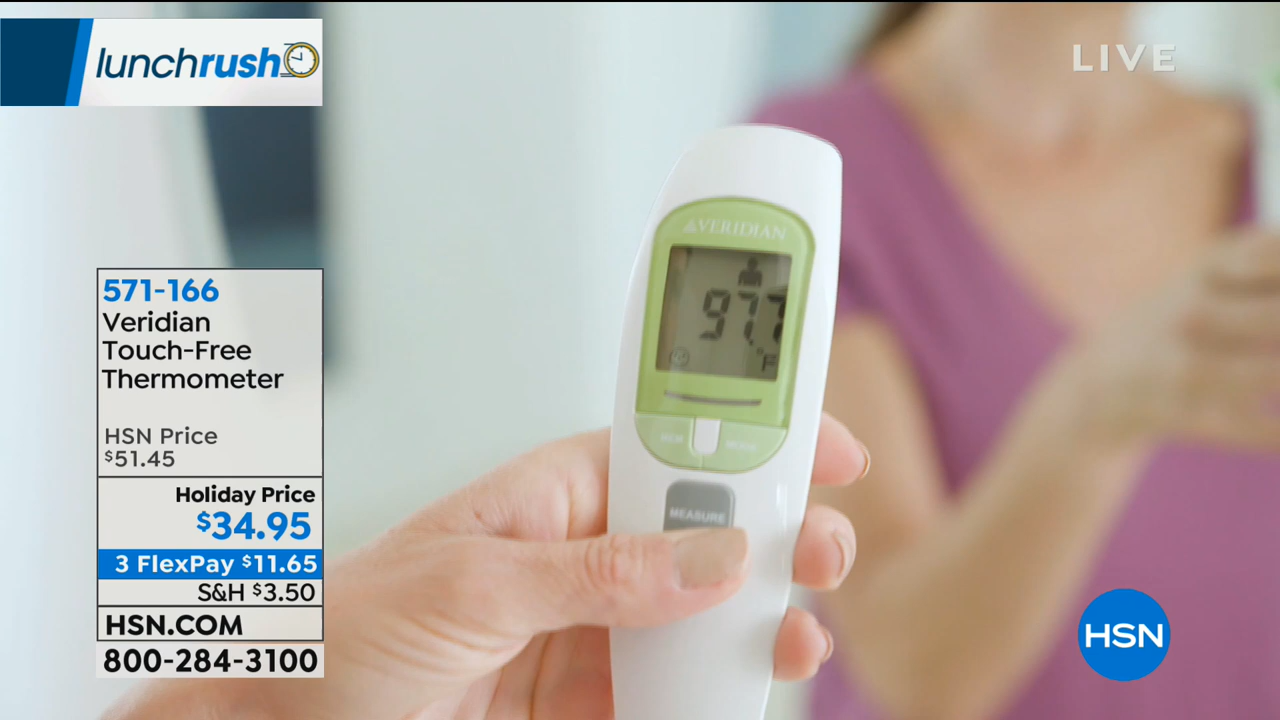 lunchrush
LIVE
VERIDIAN
97.7
°F
MEASURE
571-166
Veridian
Touch-Free
Thermometer
HSN Price
$51.45
Holiday Price
$34.95
3 FlexPay $11.65
S&H $3.50
HSN.COM
800-284-3100
HSN